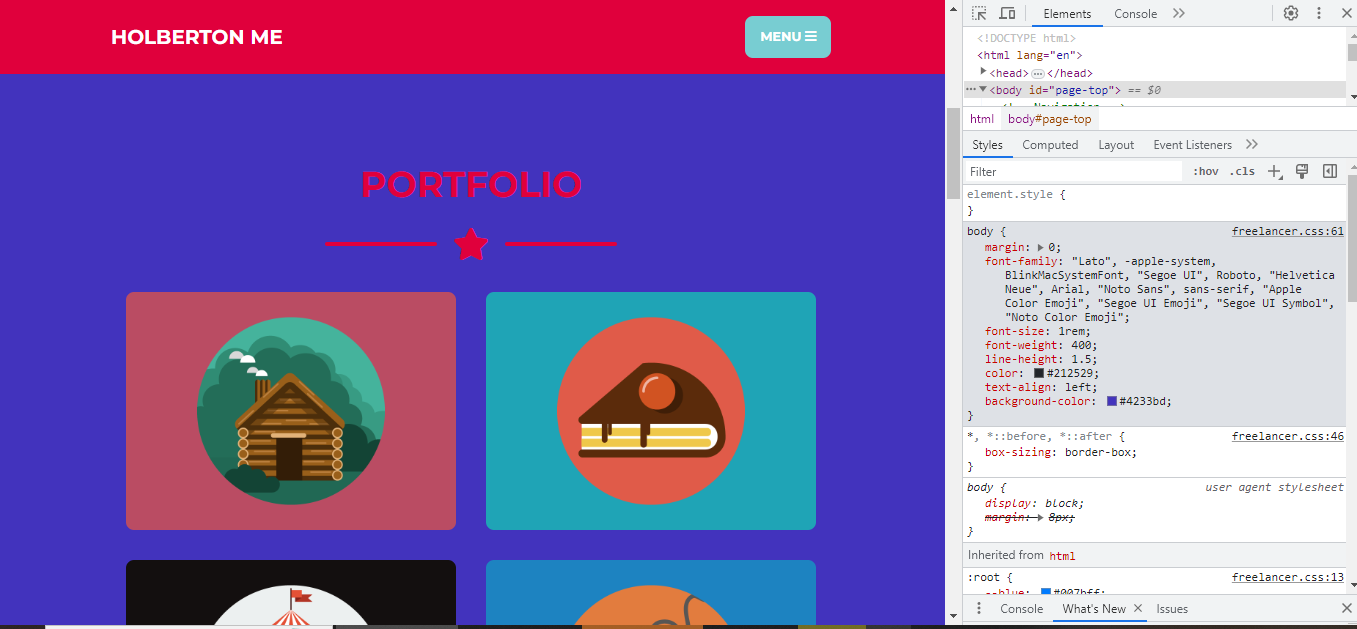 HOLBERTON ME
MENU
PORTFOLIO
Elements Console
<!DOCTYPE html>
<html lang="en">
<head> … </head>
<body id="page-top"> == $0
html body#page-top
Styles Computed Layout Event Listeners
Filter :hov .cls
element.style {
}
body { freelancer.css:61
margin: 0;
font-family: "Lato", -apple-system,
BlinkMacSystemFont, "Segoe UI", Roboto, "Helvetica
Neue", Arial, "Noto Sans", sans-serif, "Apple
Color Emoji", "Segoe UI Emoji", "Segoe UI Symbol",
"Noto Color Emoji";
font-size: 1rem;
font-weight: 400;
line-height: 1.5;
color: #212529;
text-align: left;
background-color: #4233bd;
}
*, *::before, *::after { freelancer.css:46
box-sizing: border-box;
}
body { user agent stylesheet
display: block;
margin: 8px;
}
Inherited from html
:root { freelancer.css:13
--blue: #007bff;
Console What's New Issues